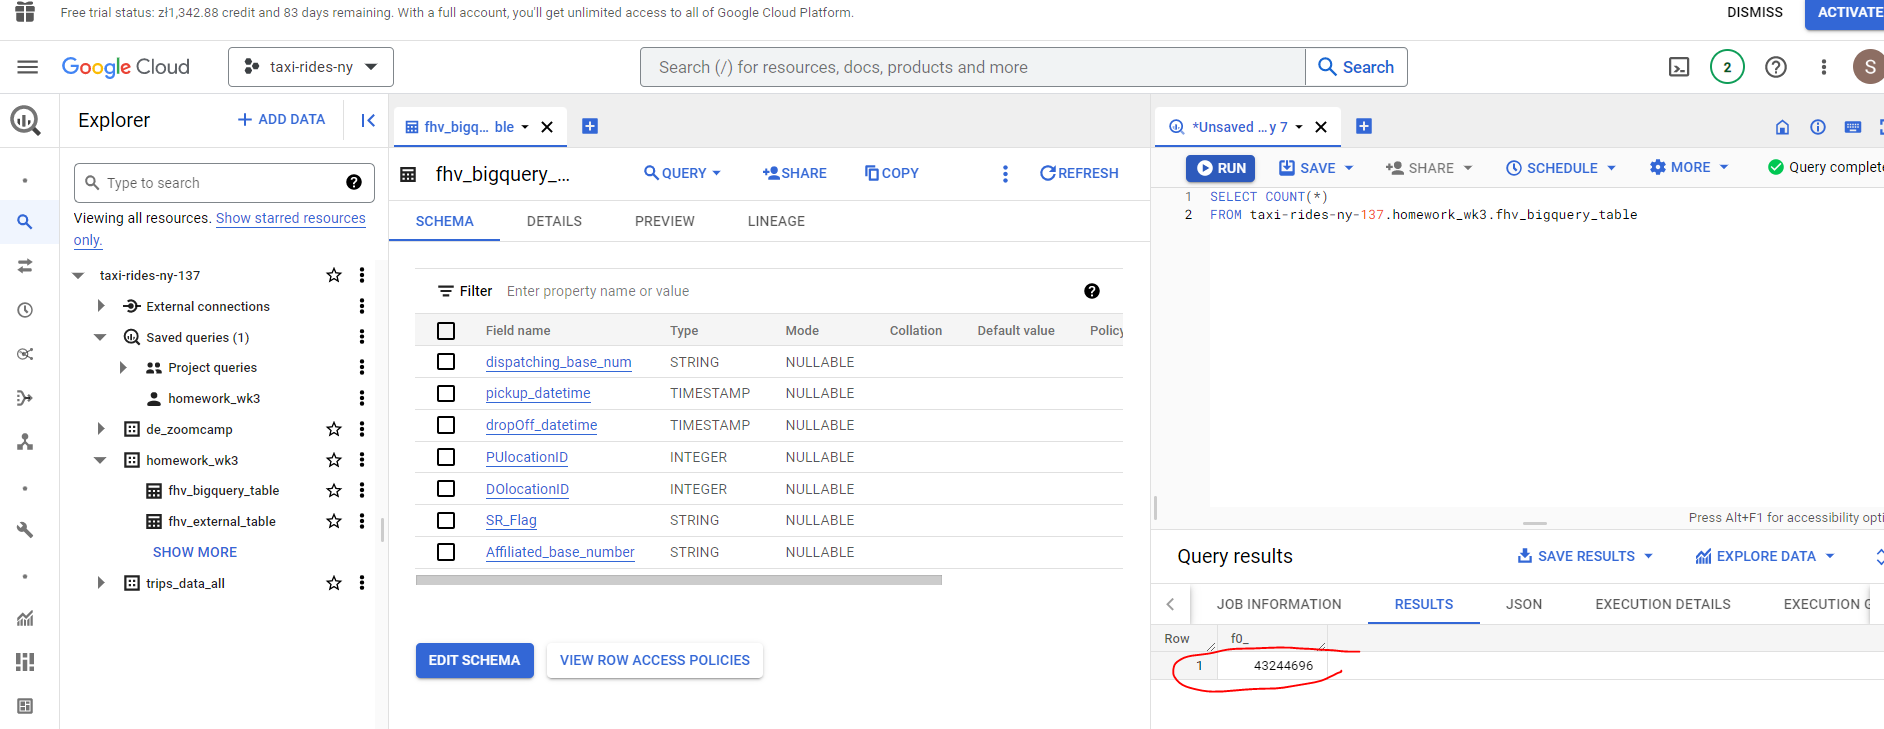 Free trial status: zł1,342.88 credit and 83 days remaining. With a full account, you'll get unlimited access to all of Google Cloud Platform.
DISMISS
ACTIVATE
Google Cloud
taxi-rides-ny
Search (/) for resources, docs, products and more
Search
2
S
Explorer
ADD DATA
Type to search
Viewing all resources. Show starred resources
only.
taxi-rides-ny-137
External connections
Saved queries (1)
Project queries
homework_wk3
de_zoomcamp
homework_wk3
fhv_bigquery_table
fhv_external_table
SHOW MORE
trips_data_all
fhv_bigq... ble
fhv_bigquery_...
QUERY
SHARE
COPY
REFRESH
SCHEMA
DETAILS
PREVIEW
LINEAGE
Filter Enter property name or value
Field name Type Mode Collation Default value Policy
dispatching_base_num STRING NULLABLE
pickup_datetime TIMESTAMP NULLABLE
dropOff_datetime TIMESTAMP NULLABLE
PUlocationID INTEGER NULLABLE
DOlocationID INTEGER NULLABLE
SR_Flag STRING NULLABLE
Affiliated_base_number STRING NULLABLE
EDIT SCHEMA
VIEW ROW ACCESS POLICIES
*Unsaved ...y 7
RUN
SAVE
SHARE
SCHEDULE
MORE
Query complete
1 SELECT COUNT(*)
2 FROM taxi-rides-ny-137.homework_wk3.fhv_bigquery_table
Press Alt+F1 for accessibility opti
Query results
SAVE RESULTS
EXPLORE DATA
JOB INFORMATION
RESULTS
JSON
EXECUTION DETAILS
EXECUTION G
Row f0_
1 43244696